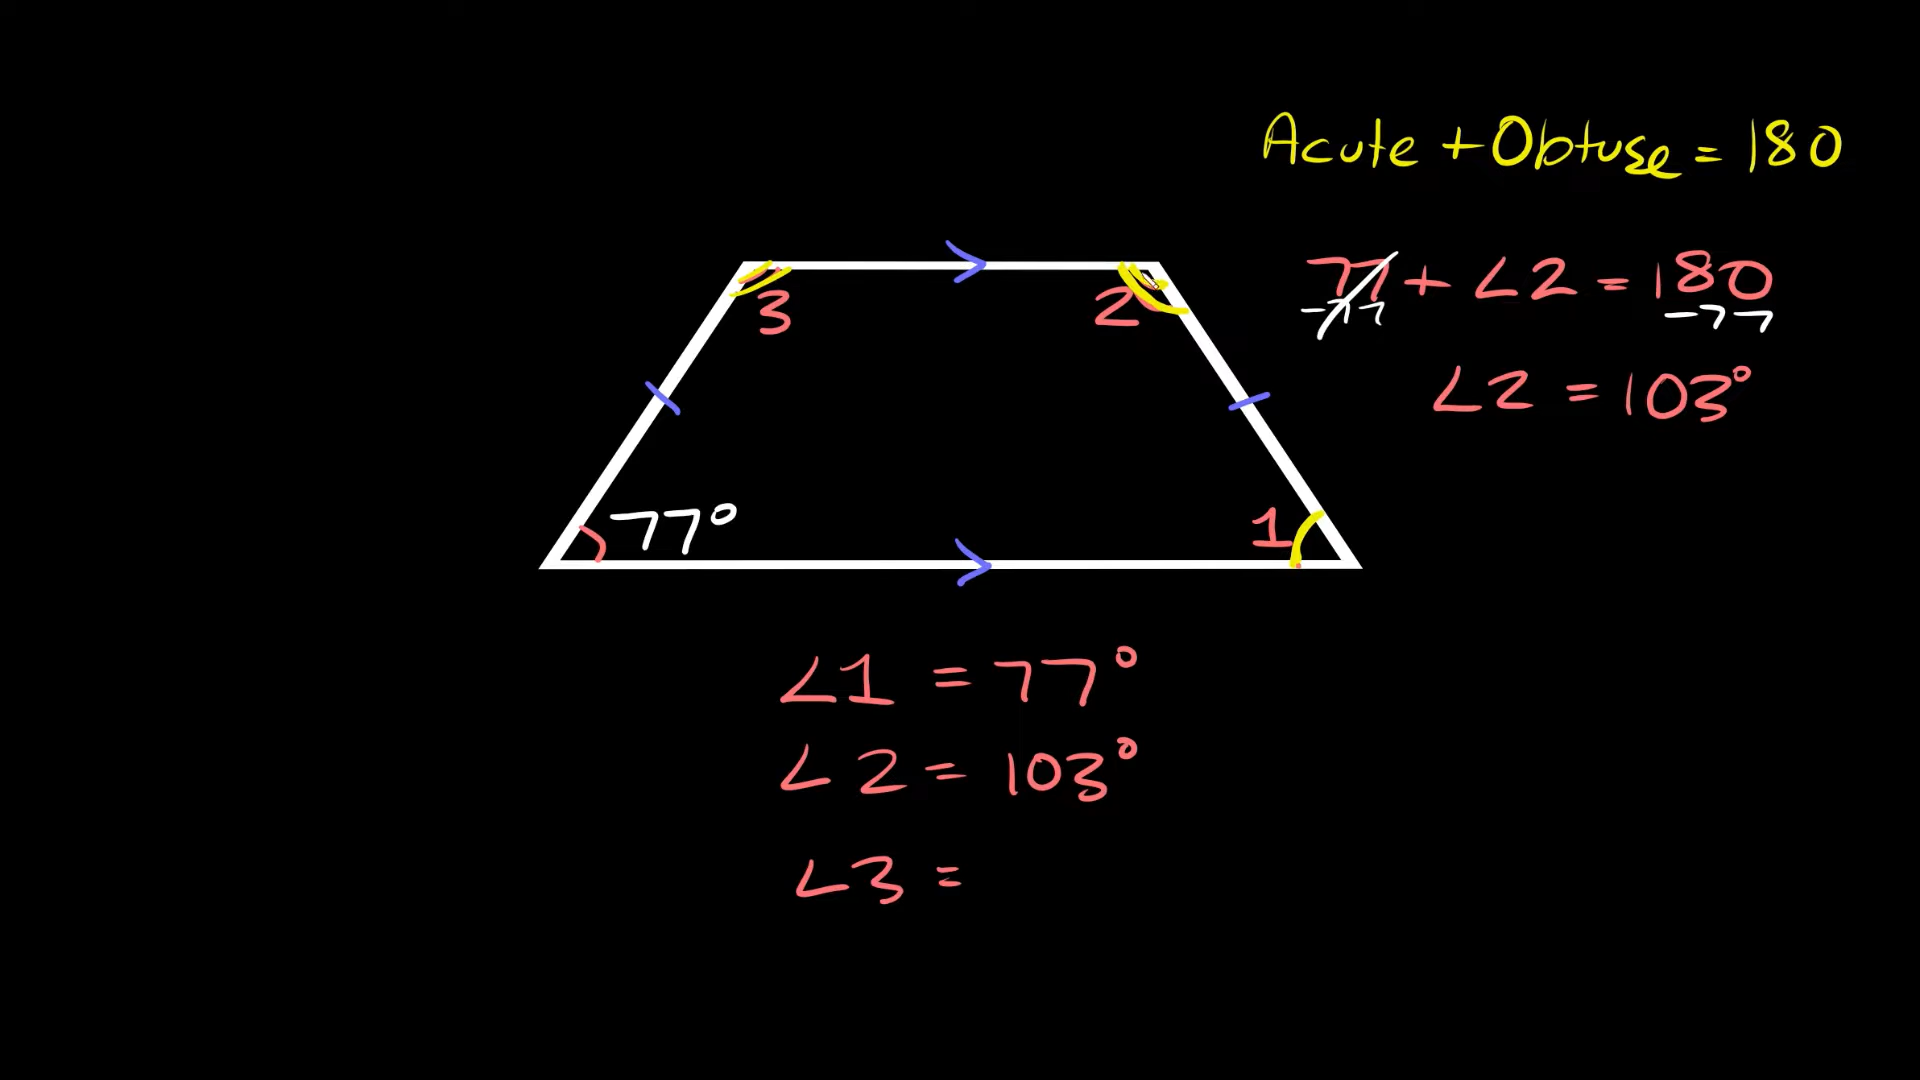 Acute + Obtuse = 180
3
2
77 + ∠2 = 180
-77 -77
∠2 = 103°
77°
1
∠1 = 77°
∠2 = 103°
∠3 =